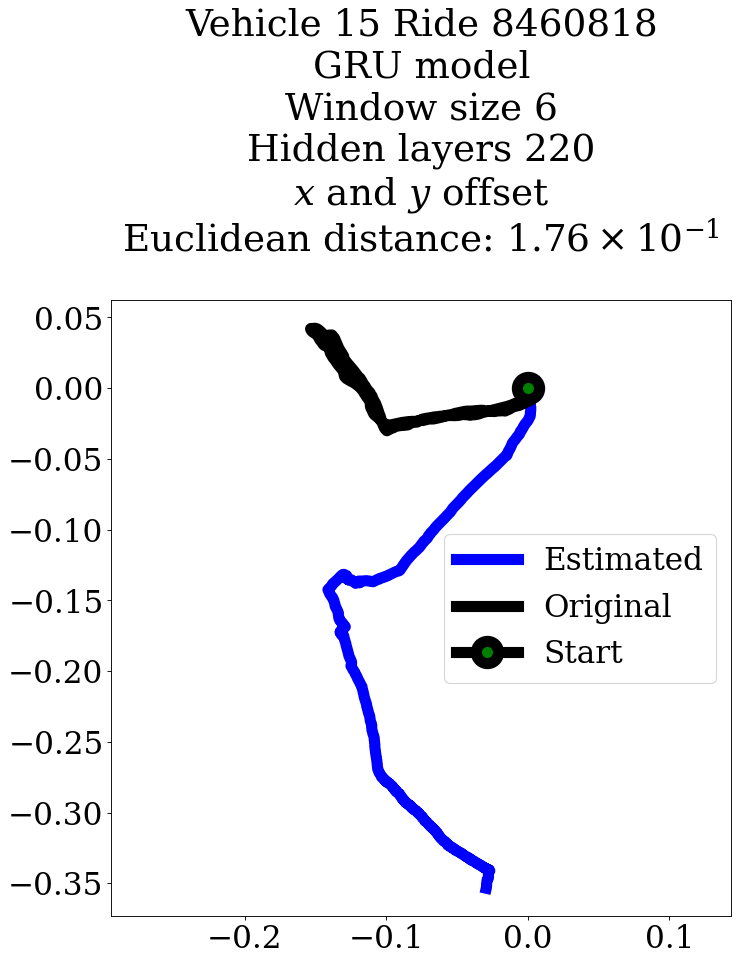 Vehicle 15 Ride 8460818
GRU model
Window size 6
Hidden layers 220
x and y offset
Euclidean distance: 1.76 × 10⁻¹
0.05
0.00
−0.05
−0.10
−0.15
−0.20
−0.25
−0.30
−0.35
Estimated
Original
Start
−0.2 −0.1 0.0 0.1